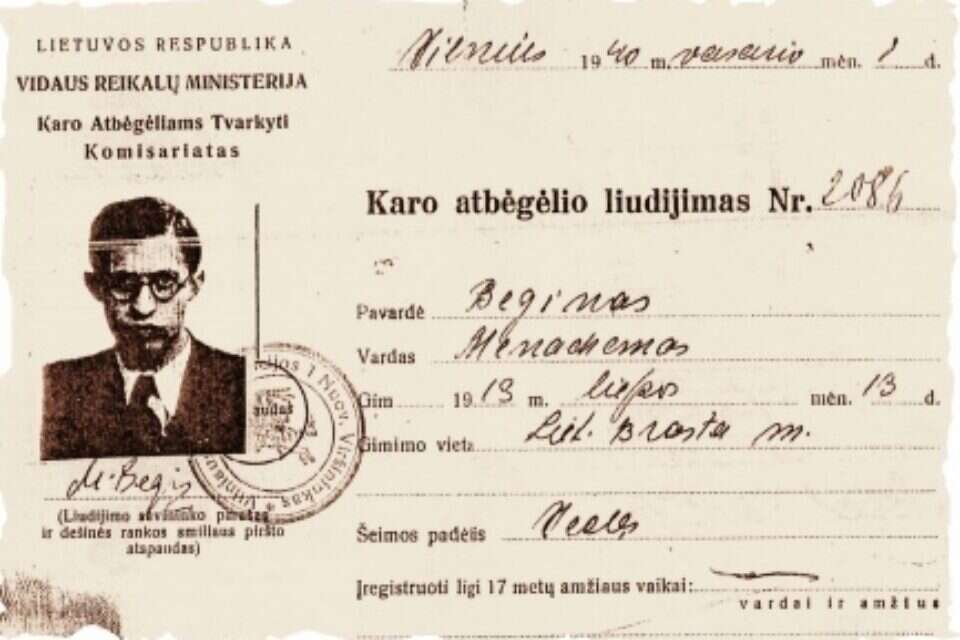 LIETUVOS RESPUBLIKA
VIDAUS REIKALŲ MINISTERIJA
Karo Atbėgėliams Tvarkyti
Komisariatas
Vilnius 1940 m. vasario mėn. 1 d.
Karo atbėgėlio liudijimas Nr. 2086
Pavardė Beginas
Vardas Menachemas
Gim 1913 m. liepos mėn. 13 d.
Gimimo vieta Liet. Brasta m.
M. Begin
(Liudijimo savininko parašas
ir dešinės rankos smiliaus piršto
atspaudas)
Šeimos padėtis Vedęs
Įregistruoti ligi 17 metų amžiaus vaikai:
vardai ir amžius